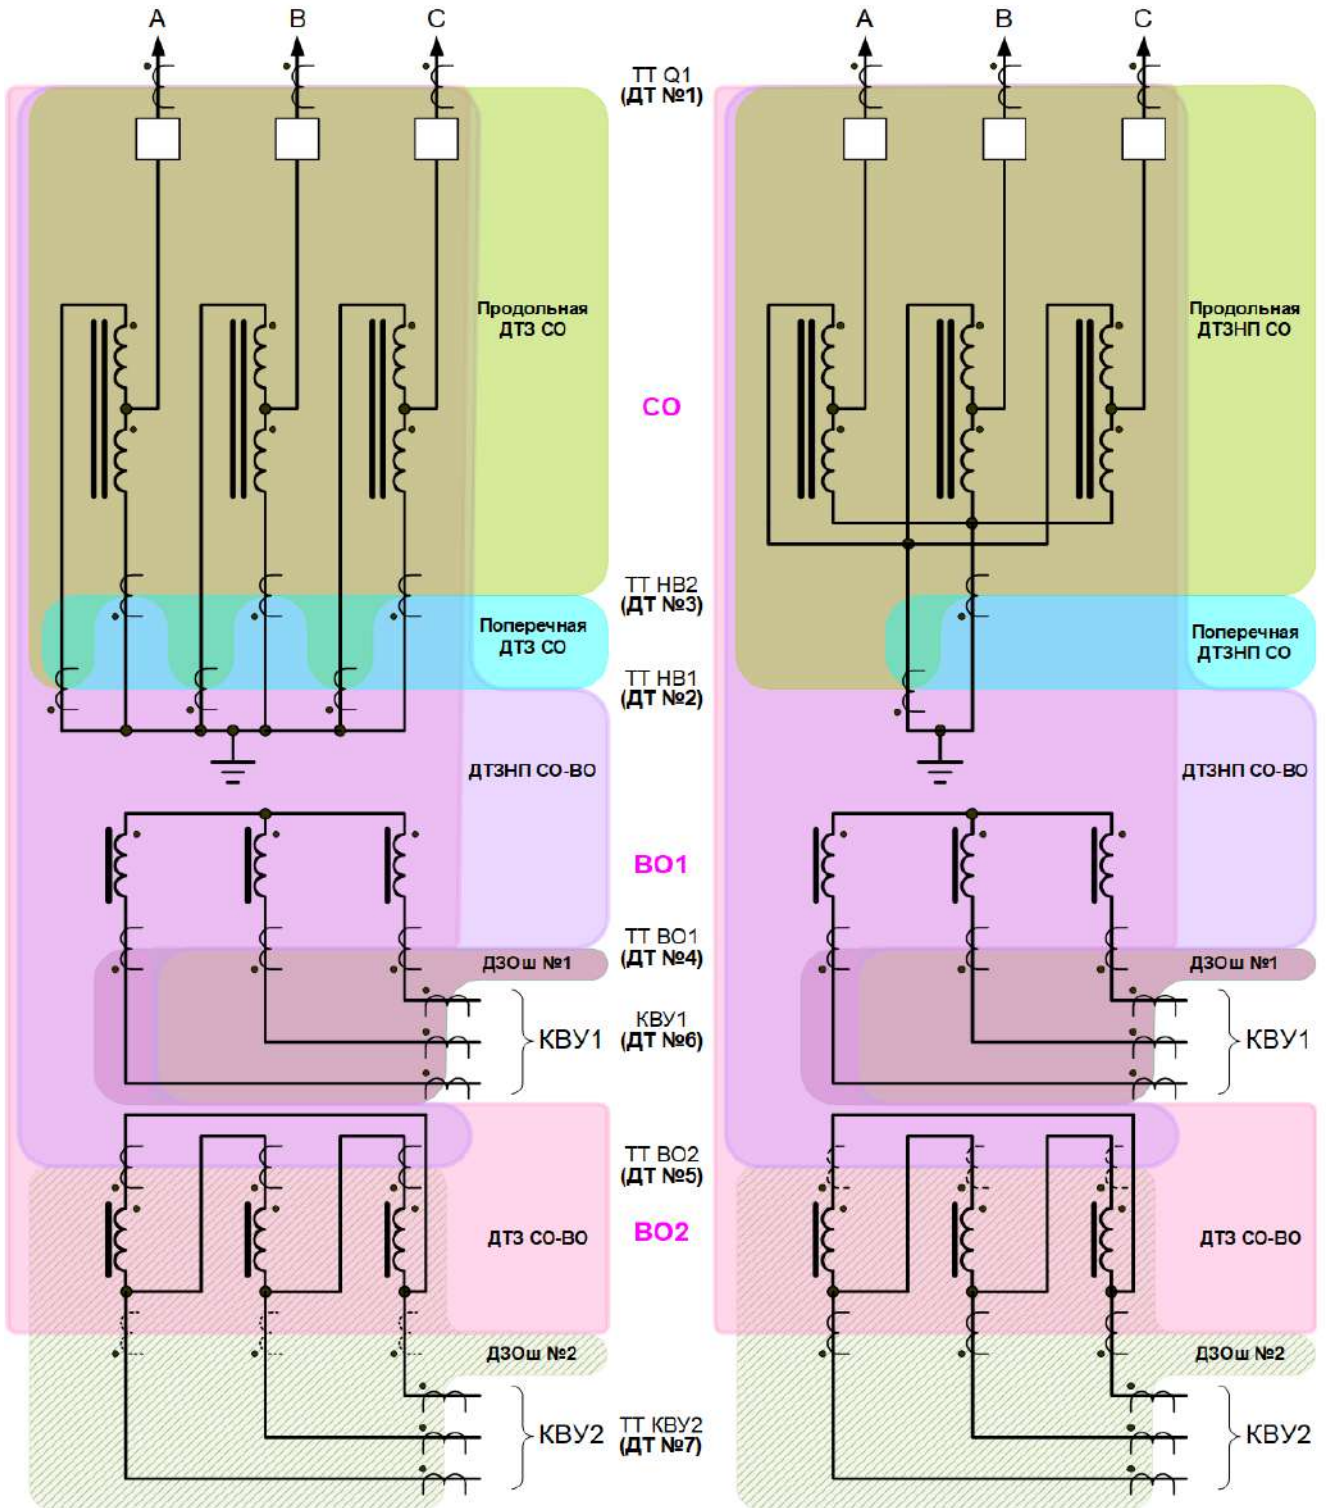 A B C A B C
ТТ Q1
(ДТ №1)
Продольная
ДТЗ СО
Продольная
ДТЗНП СО
СО
ТТ НВ2
(ДТ №3)
Поперечная
ДТЗ СО
Поперечная
ДТЗНП СО
ТТ НВ1
(ДТ №2)
ДТЗНП СО-ВО
ДТЗНП СО-ВО
ВО1
ТТ ВО1
(ДТ №4)
ДЗОш №1
ДЗОш №1
КВУ1
КВУ1
(ДТ №6)
КВУ1
ТТ ВО2
(ДТ №5)
ВО2
ДТЗ СО-ВО
ДТЗ СО-ВО
ДЗОш №2
ДЗОш №2
КВУ2
ТТ КВУ2
(ДТ №7)
КВУ2